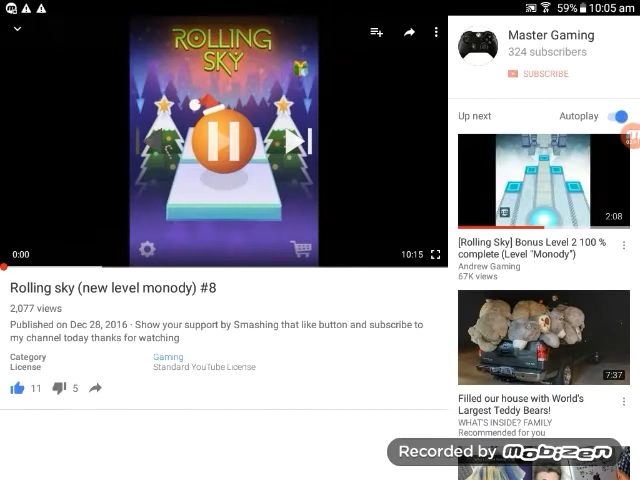 59% 10:05 am
ROLLING
SKY
0:00
10:15
Rolling sky (new level monody) #8
2,077 views
Published on Dec 28, 2016 · Show your support by Smashing that like button and subscribe to
my channel today thanks for watching
Category Gaming
License Standard YouTube License
11 5
Master Gaming
324 subscribers
SUBSCRIBE
Up next Autoplay
2:08
[Rolling Sky] Bonus Level 2 100 %
complete (Level "Monody")
Andrew Gaming
67K views
7:37
Filled our house with World's
Largest Teddy Bears!
WHAT'S INSIDE? FAMILY
Recommended for you
Recorded by Mobizen